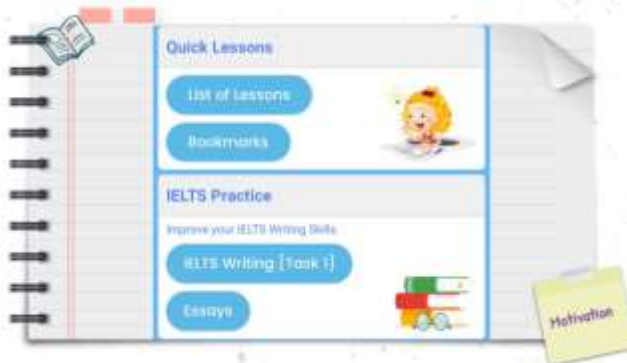 Quick Lessons
List of Lessons
Bookmarks
IELTS Practice
Improve your IELTS Writing Skills
IELTS Writing [Task 1]
Essays
Motivation